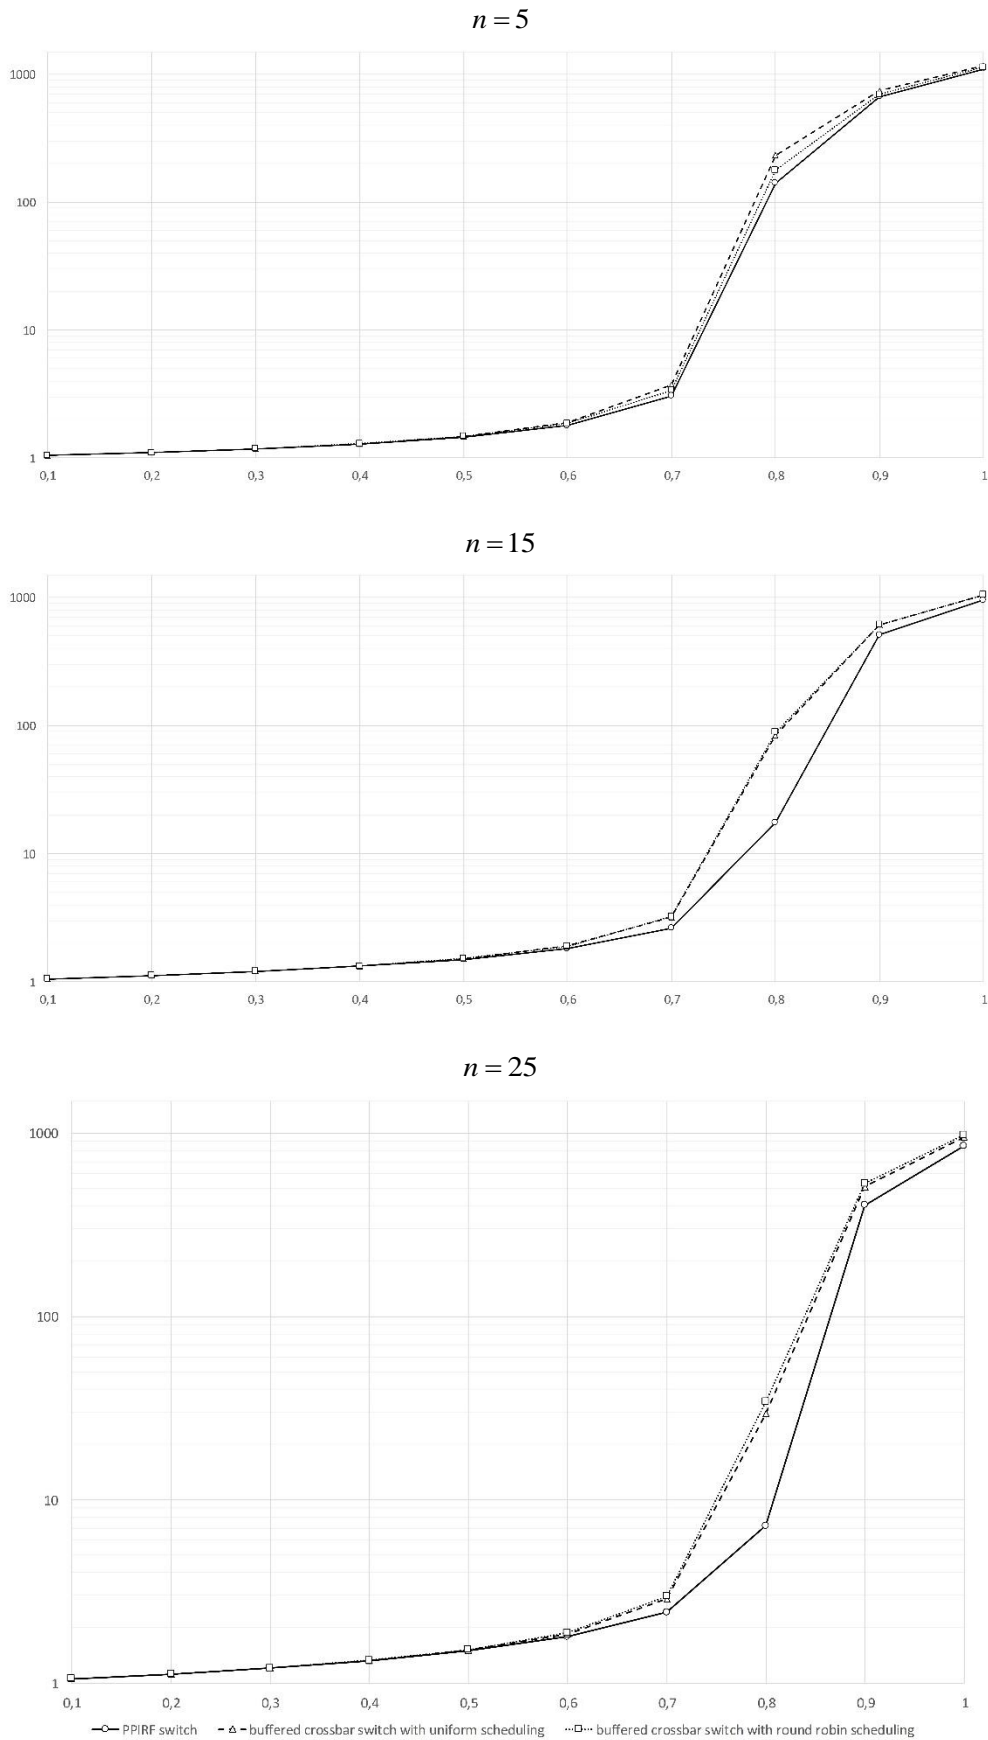 n = 5
1000
100
10
1
0,1 0,2 0,3 0,4 0,5 0,6 0,7 0,8 0,9 1
n = 15
1000
100
10
1
0,1 0,2 0,3 0,4 0,5 0,6 0,7 0,8 0,9 1
n = 25
1000
100
10
1
0,1 0,2 0,3 0,4 0,5 0,6 0,7 0,8 0,9 1
PPIRF switch buffered crossbar switch with uniform scheduling buffered crossbar switch with round robin scheduling